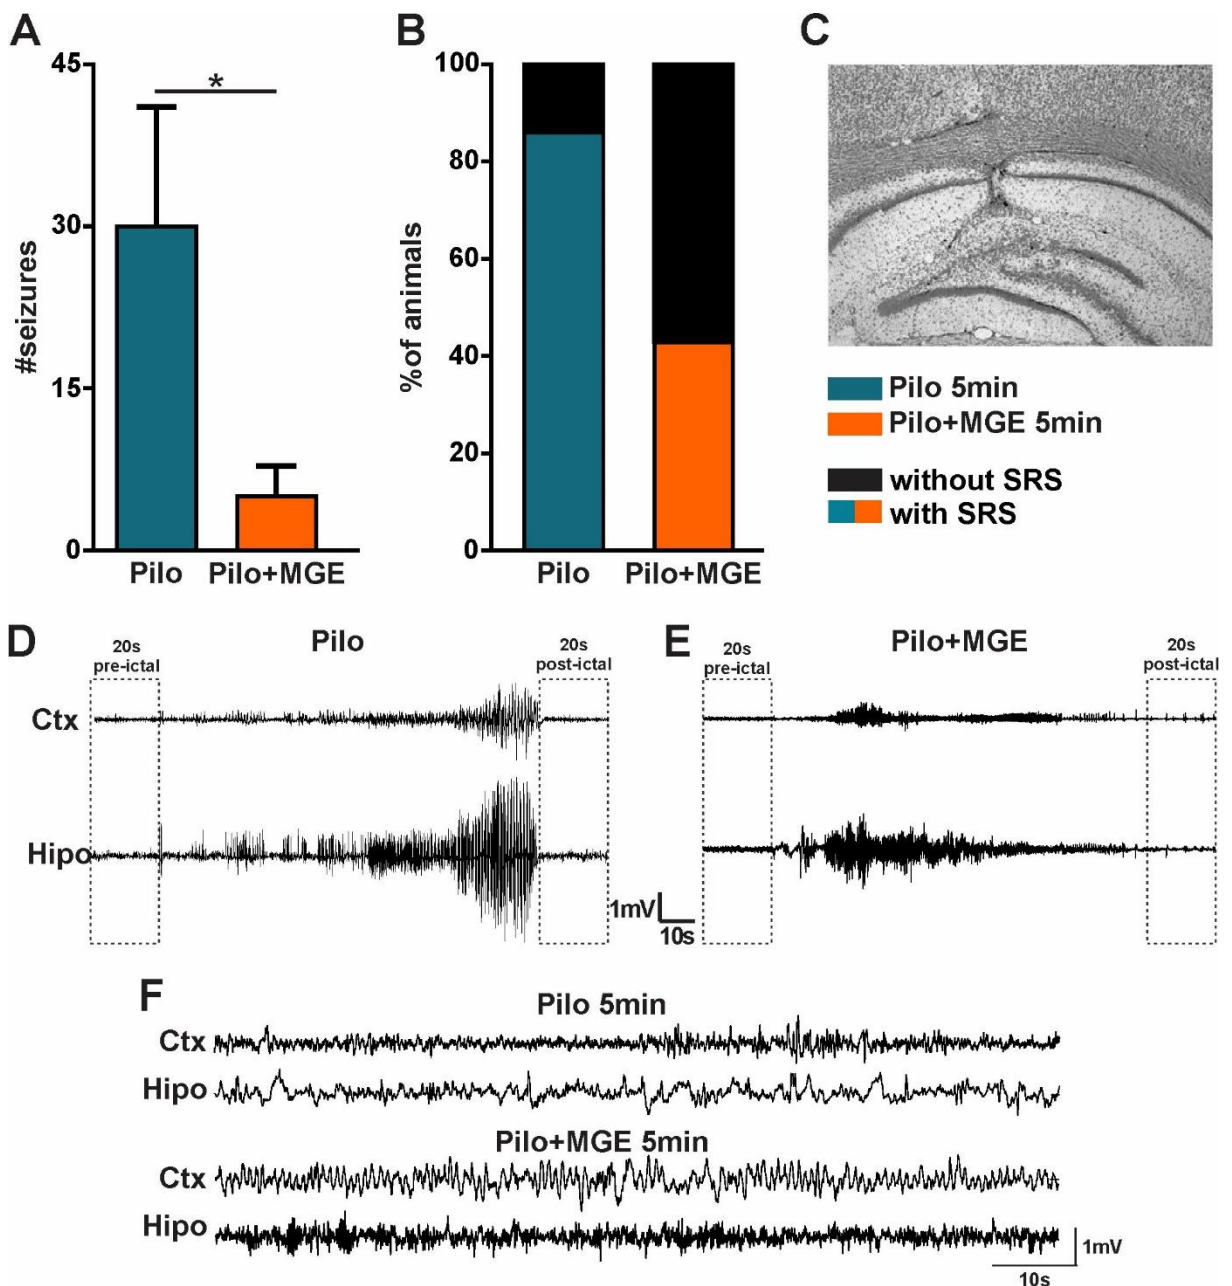 A
45
30
15
0
#seizures
*
Pilo
Pilo+MGE
B
100
80
60
40
20
0
%of animals
Pilo
Pilo+MGE
C
Pilo 5min
Pilo+MGE 5min
without SRS
with SRS
D
20s
pre-ictal
Pilo
20s
post-ictal
Ctx
Hipo
1mV
10s
E
20s
pre-ictal
Pilo+MGE
20s
post-ictal
F
Pilo 5min
Ctx
Hipo
Pilo+MGE 5min
Ctx
Hipo
1mV
10s